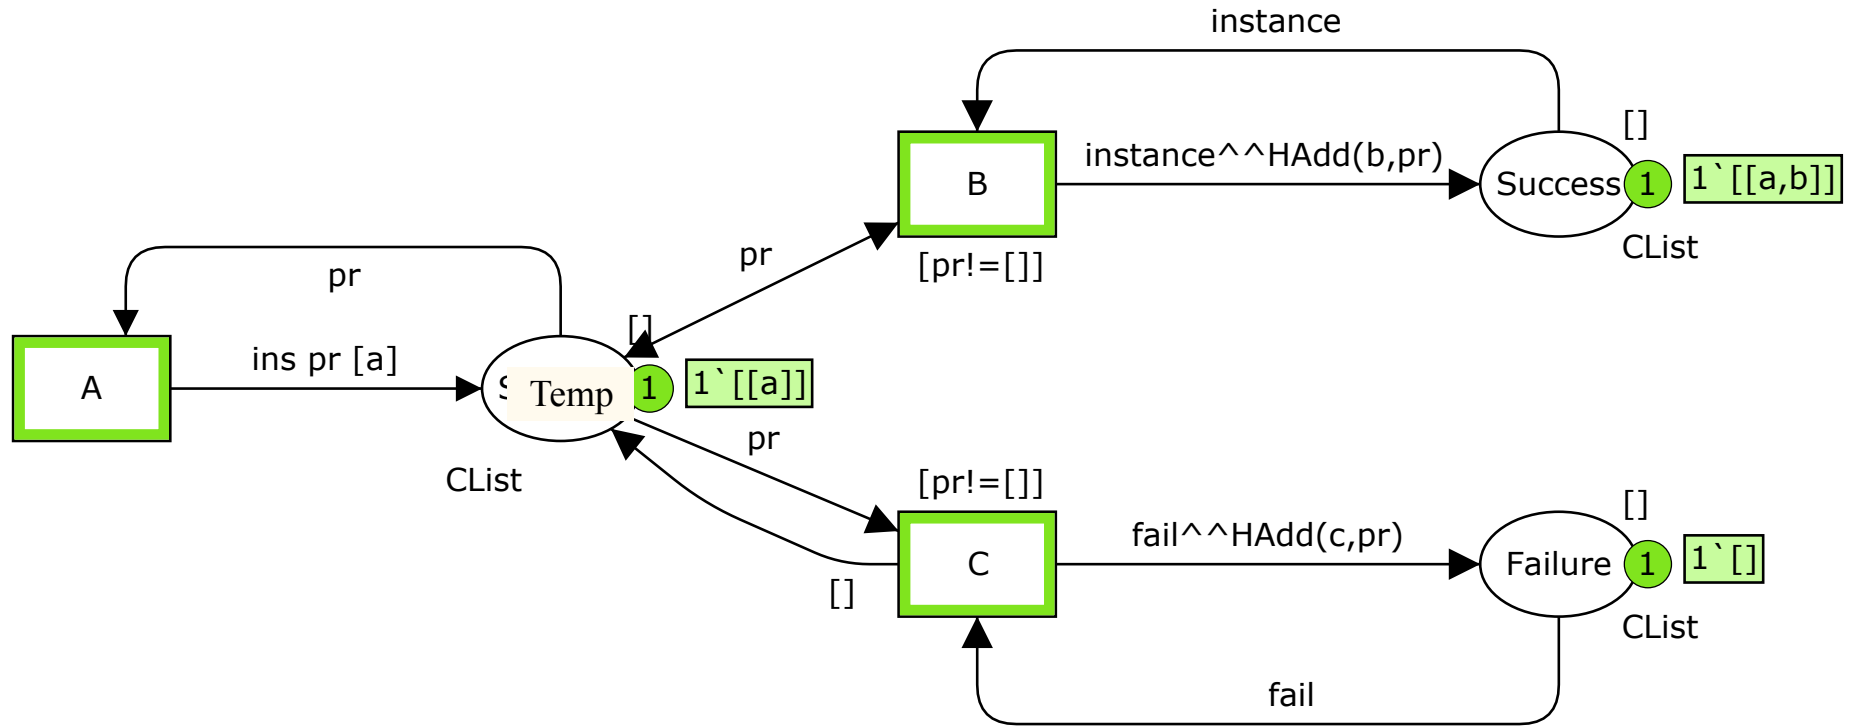 instance
[]
instance^^HAdd(b,pr)
B
Success
1
1`[[a,b]]
CList
[pr!=[]]
pr
pr
[]
ins pr [a]
A
Temp
1
1`[[a]]
pr
CList
[pr!=[]]
[]
fail^^HAdd(c,pr)
C
Failure
1
1`[]
[]
CList
fail